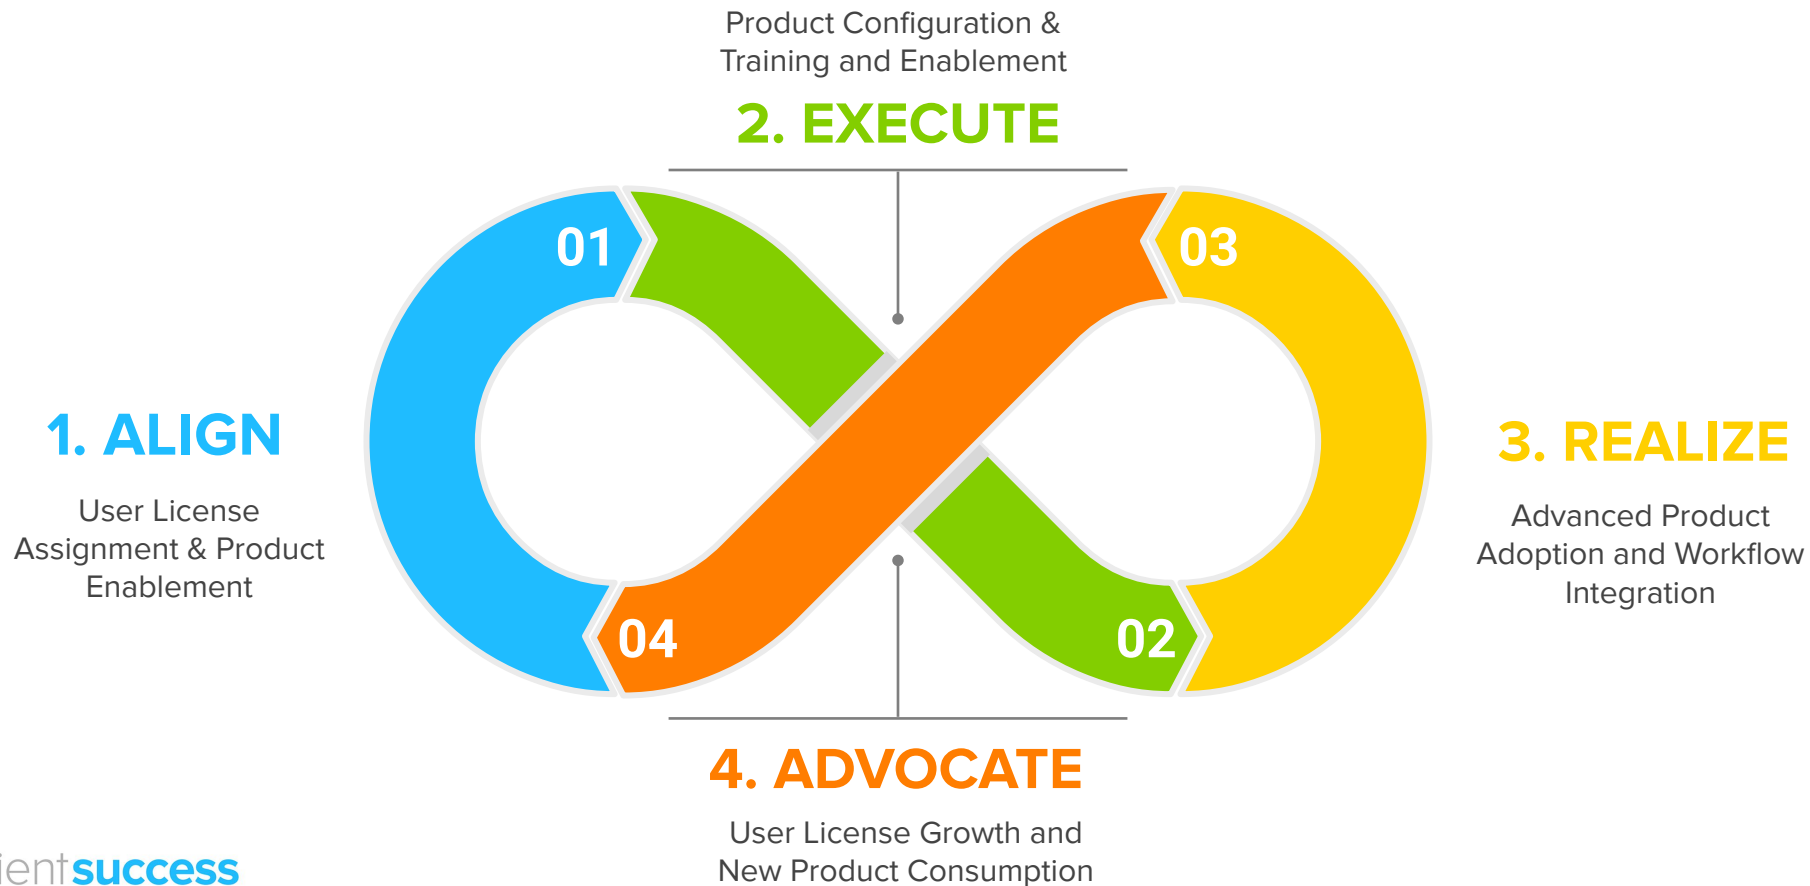 Product Configuration &
Training and Enablement
2. EXECUTE
01
03
1. ALIGN
User License
Assignment & Product
Enablement
3. REALIZE
Advanced Product
Adoption and Workflow
Integration
04
02
4. ADVOCATE
User License Growth and
New Product Consumption
ientsuccess